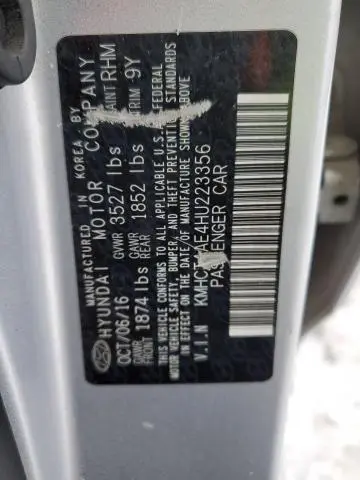 MANUFACTURED IN KOREA BY
HYUNDAI MOTOR COMPANY
OCT/06/16 GVWR 3527 lbs PAINT RHM
GAWR FRONT 1874 lbs GAWR REAR 1852 lbs TRIM 9Y
THIS VEHICLE CONFORMS TO ALL APPLICABLE U.S. FEDERAL
MOTOR VEHICLE SAFETY, BUMPER, AND THEFT PREVENTION STANDARDS
IN EFFECT ON THE DATE OF MANUFACTURE SHOWN ABOVE
V.I.N KMHCT AE4HU223356
PASSENGER CAR